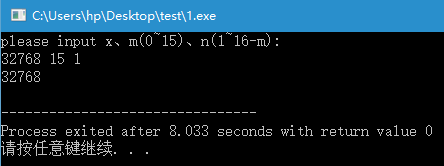 C:\Users\hp\Desktop\test\1.exe
please input x、m(0~15)、n(1~16-m):
32768 15 1
32768
--------------------------------
Process exited after 8.033 seconds with return value 0
请按任意键继续. . .